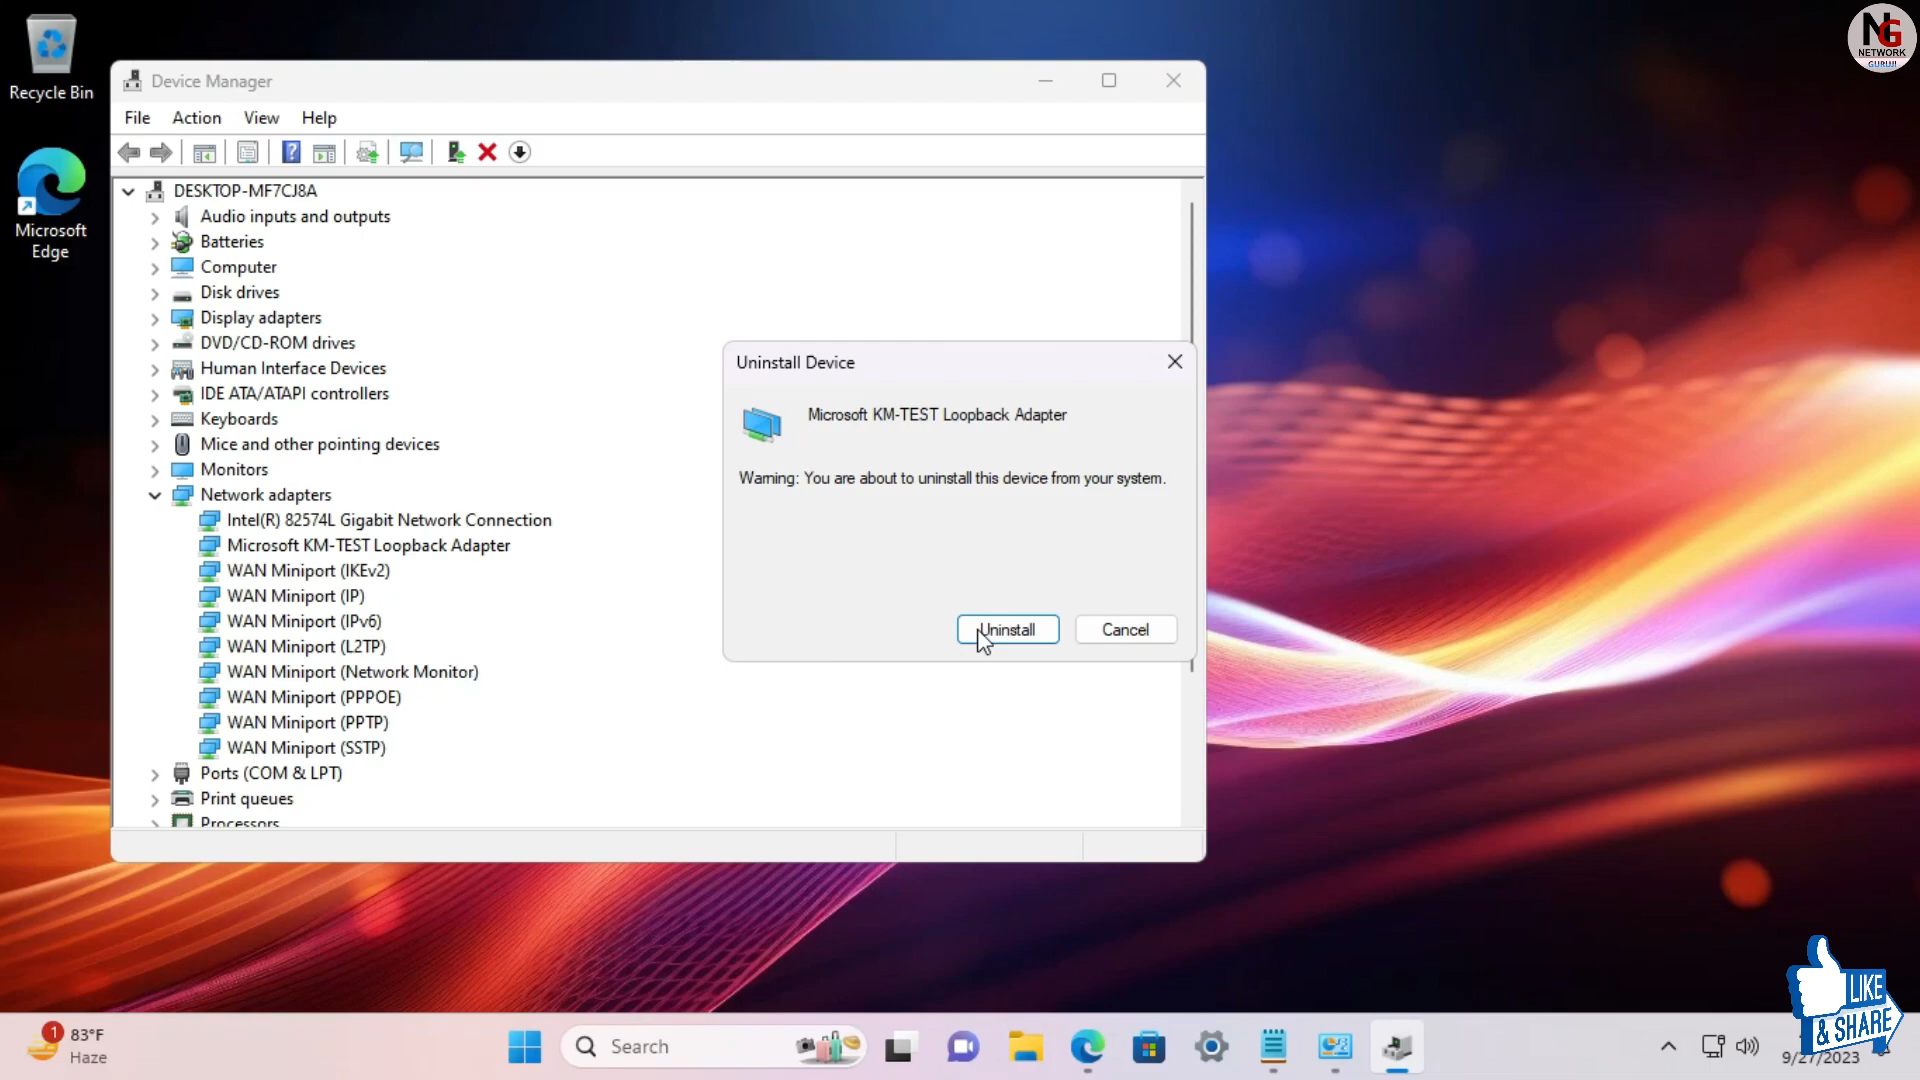 Recycle Bin
Microsoft
Edge
Device Manager
File Action View Help
DESKTOP-MF7CJ8A
Audio inputs and outputs
Batteries
Computer
Disk drives
Display adapters
DVD/CD-ROM drives
Human Interface Devices
IDE ATA/ATAPI controllers
Keyboards
Mice and other pointing devices
Monitors
Network adapters
Intel(R) 82574L Gigabit Network Connection
Microsoft KM-TEST Loopback Adapter
WAN Miniport (IKEv2)
WAN Miniport (IP)
WAN Miniport (IPv6)
WAN Miniport (L2TP)
WAN Miniport (Network Monitor)
WAN Miniport (PPPOE)
WAN Miniport (PPTP)
WAN Miniport (SSTP)
Ports (COM & LPT)
Print queues
Processors
Uninstall Device
Microsoft KM-TEST Loopback Adapter
Warning: You are about to uninstall this device from your system.
Uninstall Cancel
NG
NETWORK
GURUJI
LIKE
& SHARE
1
83°F
Haze
Search
9/27/2023